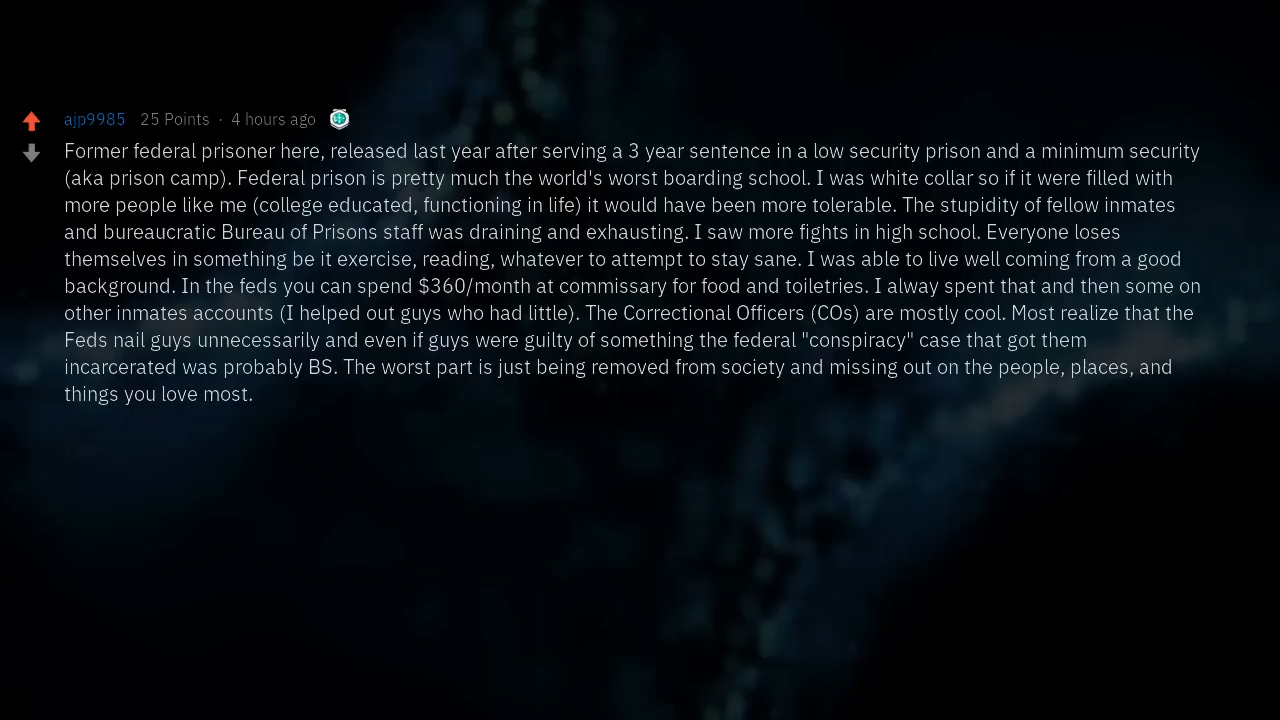 ajp9985 25 Points · 4 hours ago
Former federal prisoner here, released last year after serving a 3 year sentence in a low security prison and a minimum security
(aka prison camp). Federal prison is pretty much the world's worst boarding school. I was white collar so if it were filled with
more people like me (college educated, functioning in life) it would have been more tolerable. The stupidity of fellow inmates
and bureaucratic Bureau of Prisons staff was draining and exhausting. I saw more fights in high school. Everyone loses
themselves in something be it exercise, reading, whatever to attempt to stay sane. I was able to live well coming from a good
background. In the feds you can spend $360/month at commissary for food and toiletries. I alway spent that and then some on
other inmates accounts (I helped out guys who had little). The Correctional Officers (COs) are mostly cool. Most realize that the
Feds nail guys unnecessarily and even if guys were guilty of something the federal "conspiracy" case that got them
incarcerated was probably BS. The worst part is just being removed from society and missing out on the people, places, and
things you love most.